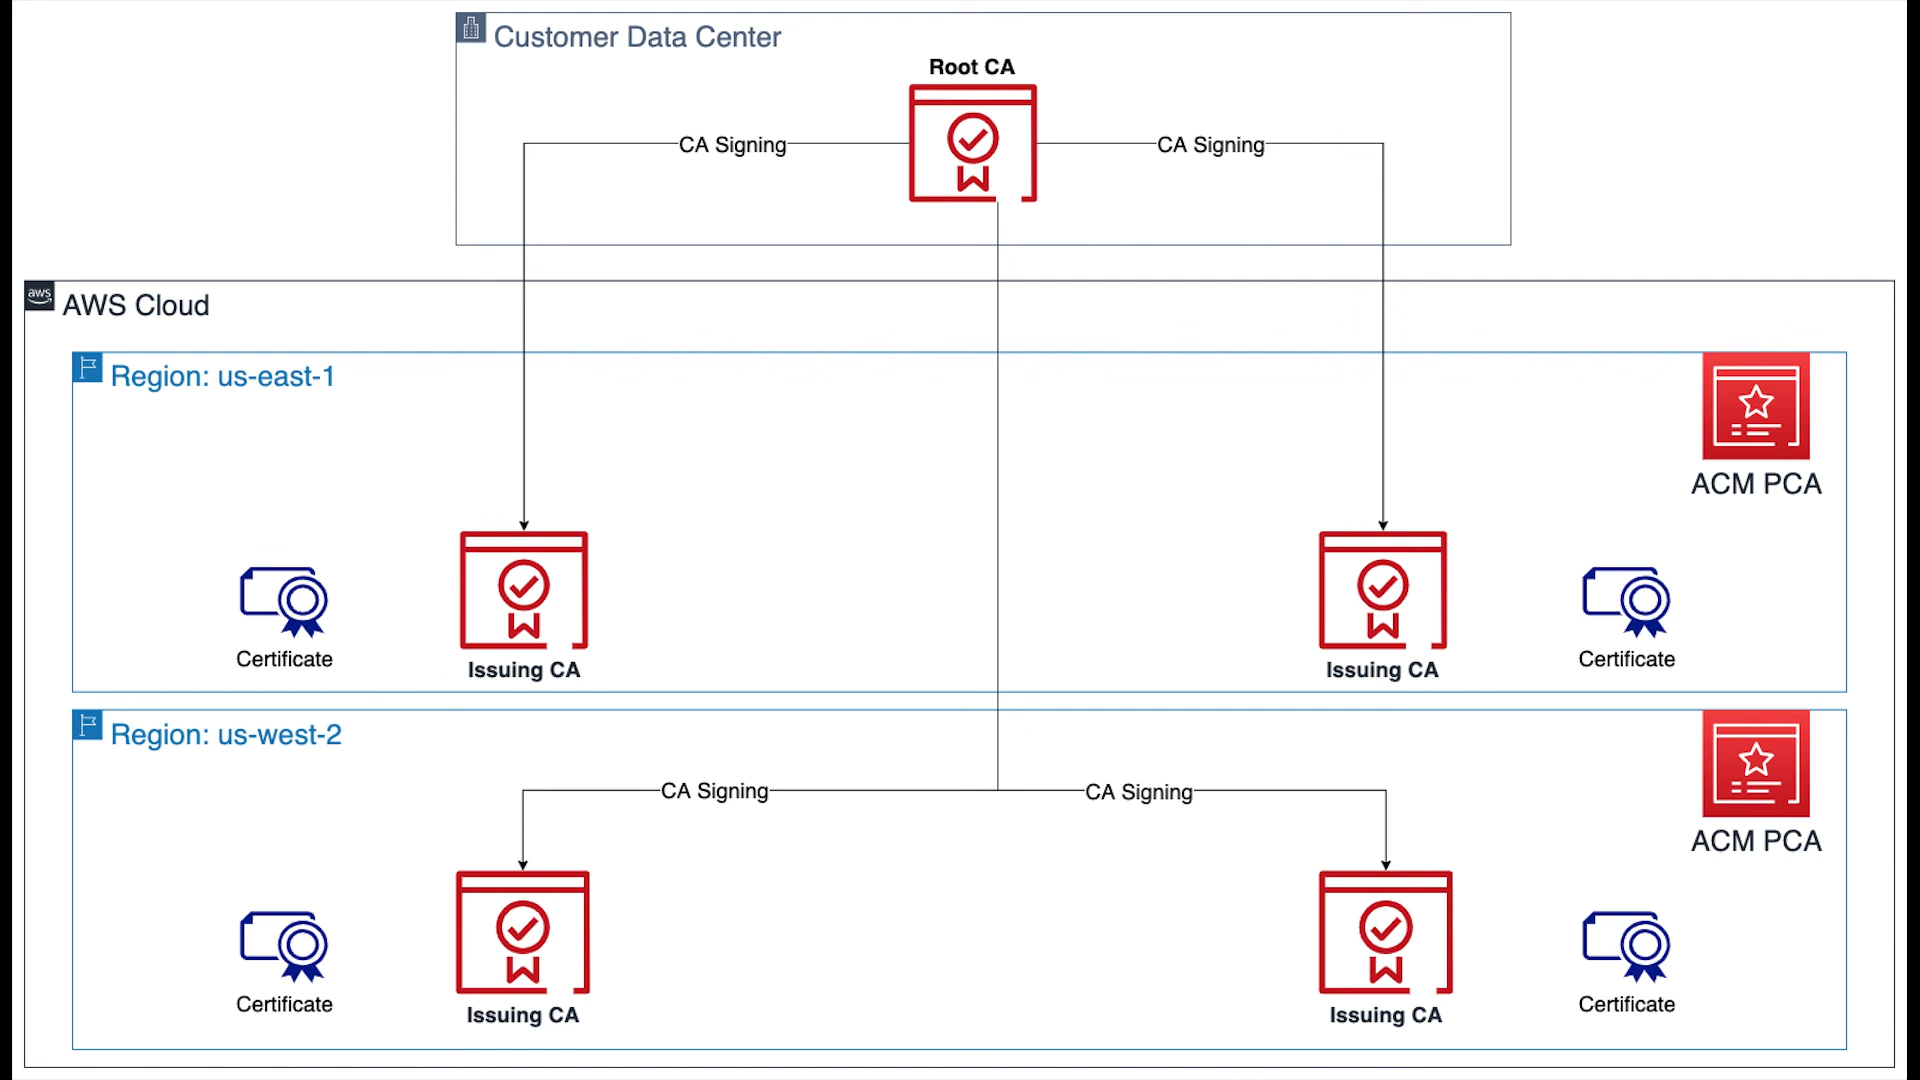 Customer Data Center
Root CA
CA Signing
CA Signing
aws
AWS Cloud
Region: us-east-1
ACM PCA
Certificate
Issuing CA
Issuing CA
Certificate
Region: us-west-2
CA Signing
CA Signing
ACM PCA
Certificate
Issuing CA
Issuing CA
Certificate